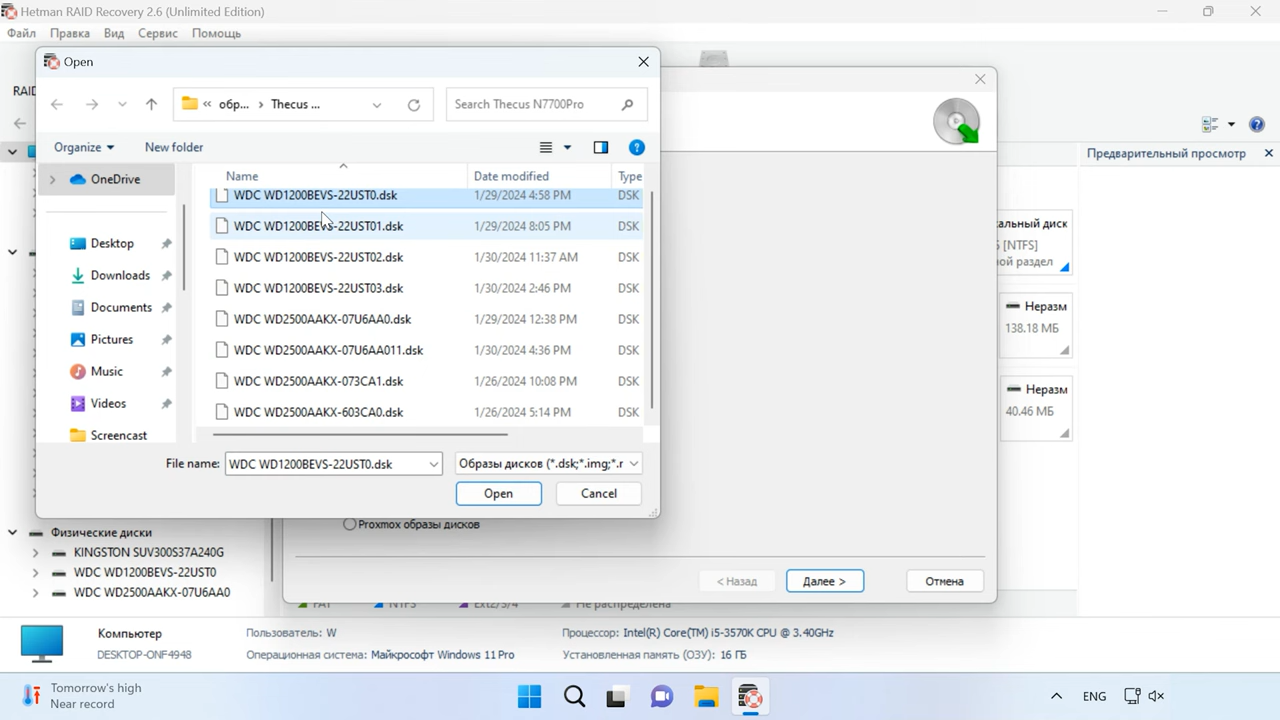 Hetman RAID Recovery 2.6 (Unlimited Edition)
Файл Правка Вид Сервис Помощь
Open
RAI
« обр... › Thecus ...
Search Thecus N7700Pro
Organize New folder
Предварительный просмотр
OneDrive
Desktop
Downloads
Documents
Pictures
Music
Videos
Screencast
Name Date modified Type
WDC WD1200BEVS-22UST0.dsk 1/29/2024 4:58 PM DSK
WDC WD1200BEVS-22UST01.dsk 1/29/2024 8:05 PM DSK
WDC WD1200BEVS-22UST02.dsk 1/30/2024 11:37 AM DSK
WDC WD1200BEVS-22UST03.dsk 1/30/2024 2:46 PM DSK
WDC WD2500AAKX-07U6AA0.dsk 1/29/2024 12:38 PM DSK
WDC WD2500AAKX-07U6AA011.dsk 1/30/2024 4:36 PM DSK
WDC WD2500AAKX-073CA1.dsk 1/26/2024 10:08 PM DSK
WDC WD2500AAKX-603CA0.dsk 1/26/2024 5:14 PM DSK
File name: WDC WD1200BEVS-22UST0.dsk Образы дисков (*.dsk;*.img;*.r
Open Cancel
альный диск
[NTFS]
ой раздел
Неразм
138.18 МБ
Неразм
40.46 МБ
Proxmox образы дисков
< Назад Далее > Отмена
Физические диски
KINGSTON SUV300S37A240G
WDC WD1200BEVS-22UST0
WDC WD2500AAKX-07U6AA0
FAT NTFS Ext2/3/4 Не распределена
Компьютер
DESKTOP-ONF4948
Пользователь: W
Операционная система: Майкрософт Windows 11 Pro
Процессор: Intel(R) Core(TM) i5-3570K CPU @ 3.40GHz
Установленная память (ОЗУ): 16 ГБ
Tomorrow's high
Near record
ENG